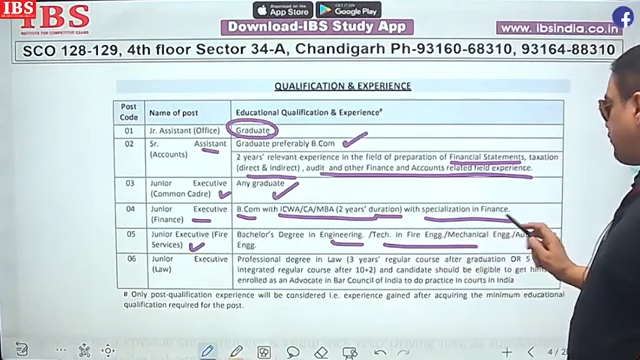 IBS
IBS
INSTITUTE FOR COMPETITIVE EXAMS
Download on the App Store
GET IT ON Google Play
Download-IBS Study App
www.ibsindia.co.in
SCO 128-129, 4th floor Sector 34-A, Chandigarh Ph-93160-68310, 93164-88310
QUALIFICATION & EXPERIENCE
Post Code Name of post Educational Qualification & Experience#
01 Jr. Assistant (Office) Graduate
02 Sr. Assistant (Accounts) Graduate preferably B.Com
2 years' relevant experience in the field of preparation of Financial Statements, taxation
(direct & indirect) , audit and other Finance and Accounts related field experience.
03 Junior Executive (Common Cadre) Any graduate
04 Junior Executive (Finance) B.Com with ICWA/CA/MBA (2 years' duration) with specialization in Finance.
05 Junior Executive (Fire Services) Bachelor's Degree in Engineering. /Tech. in Fire Engg./Mechanical Engg./
Engg.
06 Junior Executive (Law) Professional degree in Law (3 years regular course after graduation OR 5
integrated regular course after 10+2) and candidate should be eligible to get
enrolled as an Advocate in Bar Council of India to do practice in courts in India
# Only post-qualification experience will be considered i.e. experience gained after acquiring the minimum educational
qualification required for the post.